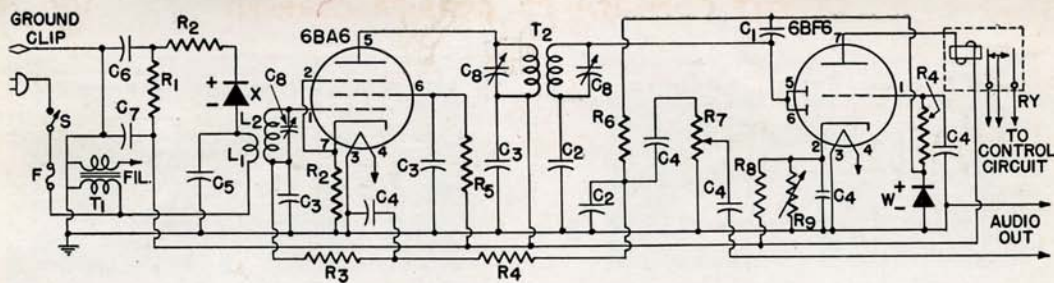 GROUND
CLIP
R2
6BA6
5
T2
C1
6BF6
7
C6
R1
+
-
X
C8
L2
2
1
7
6
3
4
C8
C8
5
6
1
R4
RY
S
C7
F
FIL.
T1
C5
L1
C3
R2
C4
C3
R5
C3
C2
R6
C4
R7
C2
C4
R8
R9
2
3
4
C4
C4
W
+
-
TO
CONTROL
CIRCUIT
AUDIO
OUT
R3
R4